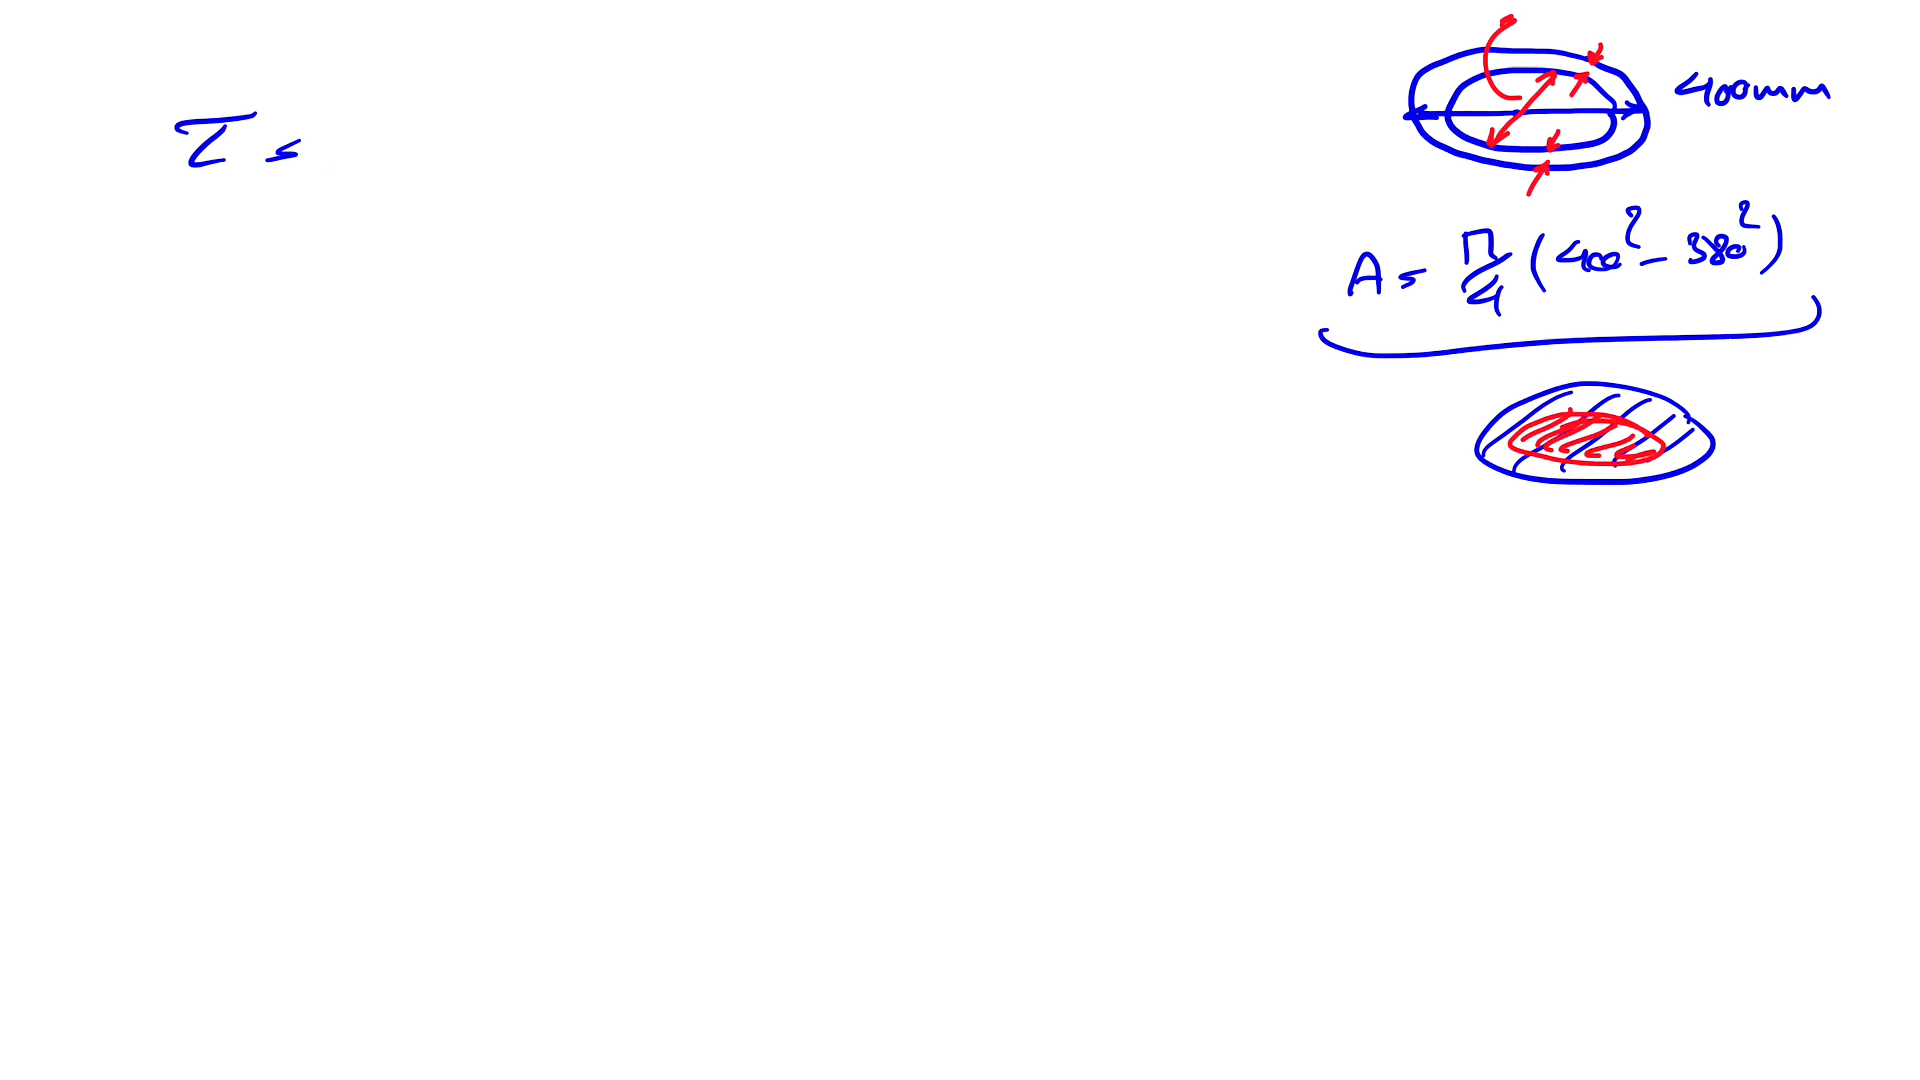 τ =
400mm
A = π/4 (400² - 380²)